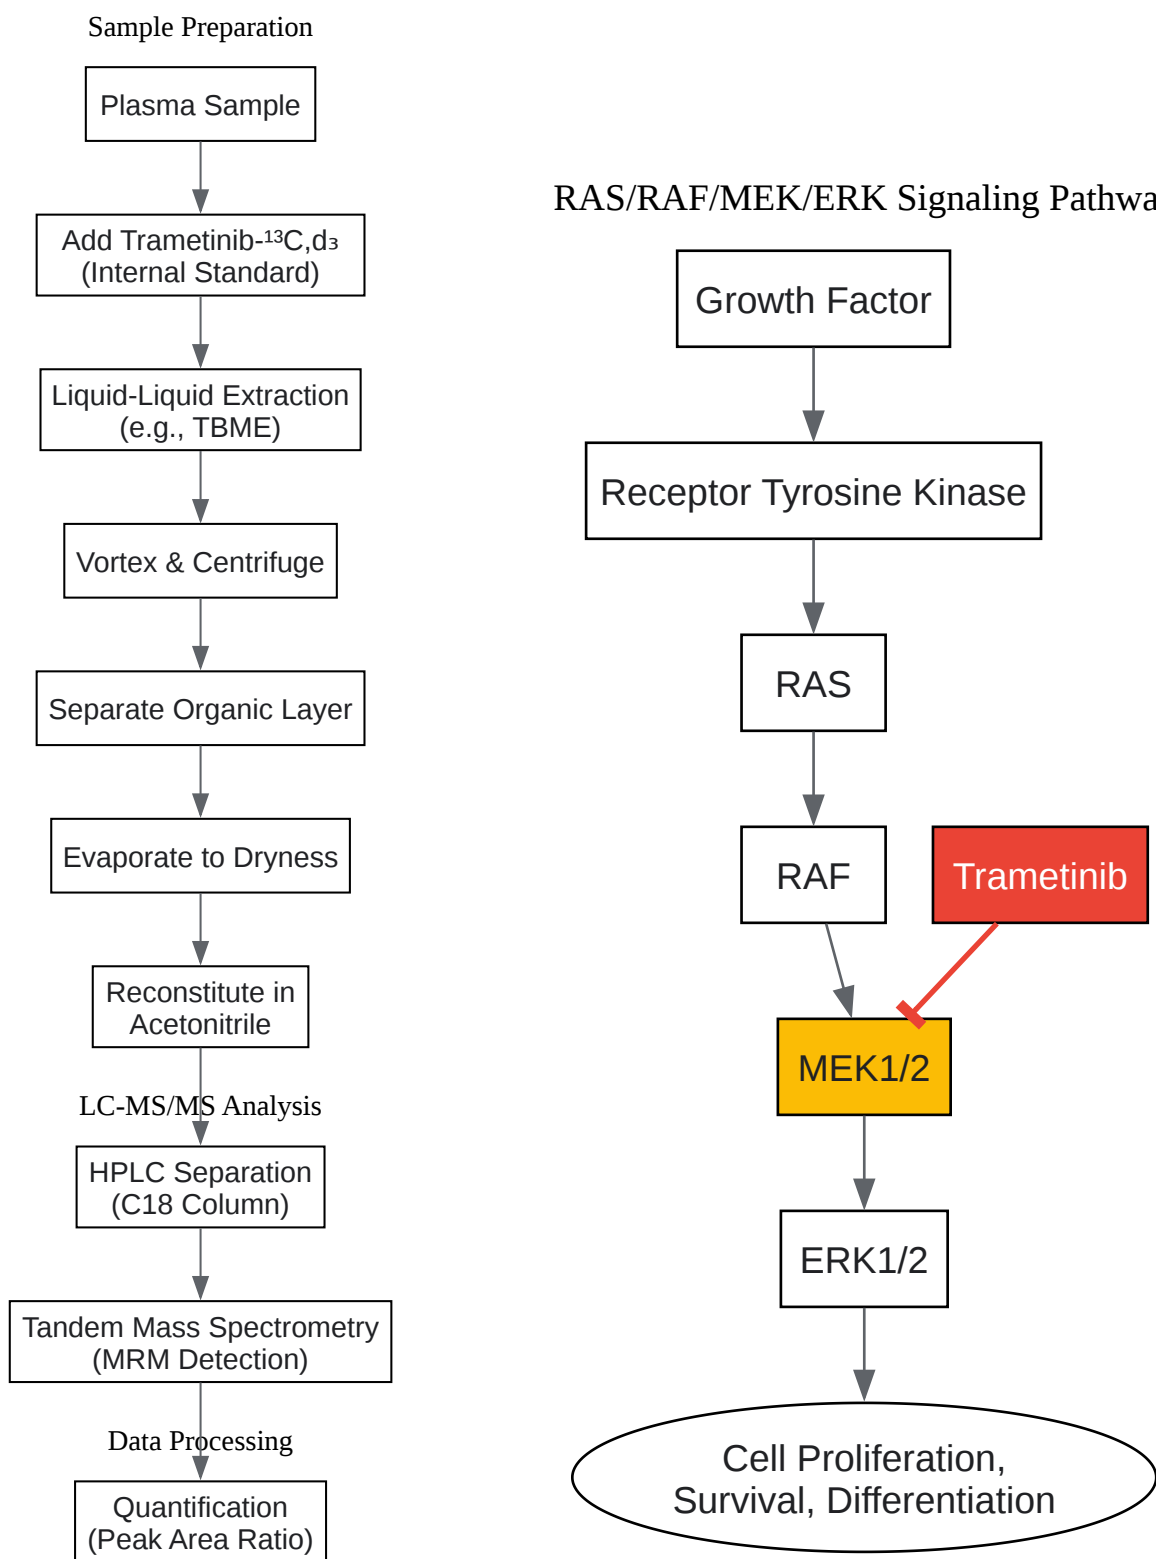 Sample Preparation
Plasma Sample
Add Trametinib-¹³C,d₃
(Internal Standard)
Liquid-Liquid Extraction
(e.g., TBME)
Vortex & Centrifuge
Separate Organic Layer
Evaporate to Dryness
Reconstitute in
Acetonitrile
LC-MS/MS Analysis
HPLC Separation
(C18 Column)
Tandem Mass Spectrometry
(MRM Detection)
Data Processing
Quantification
(Peak Area Ratio)
RAS/RAF/MEK/ERK Signaling Pathwa
Growth Factor
Receptor Tyrosine Kinase
RAS
RAF
Trametinib
MEK1/2
ERK1/2
Cell Proliferation,
Survival, Differentiation